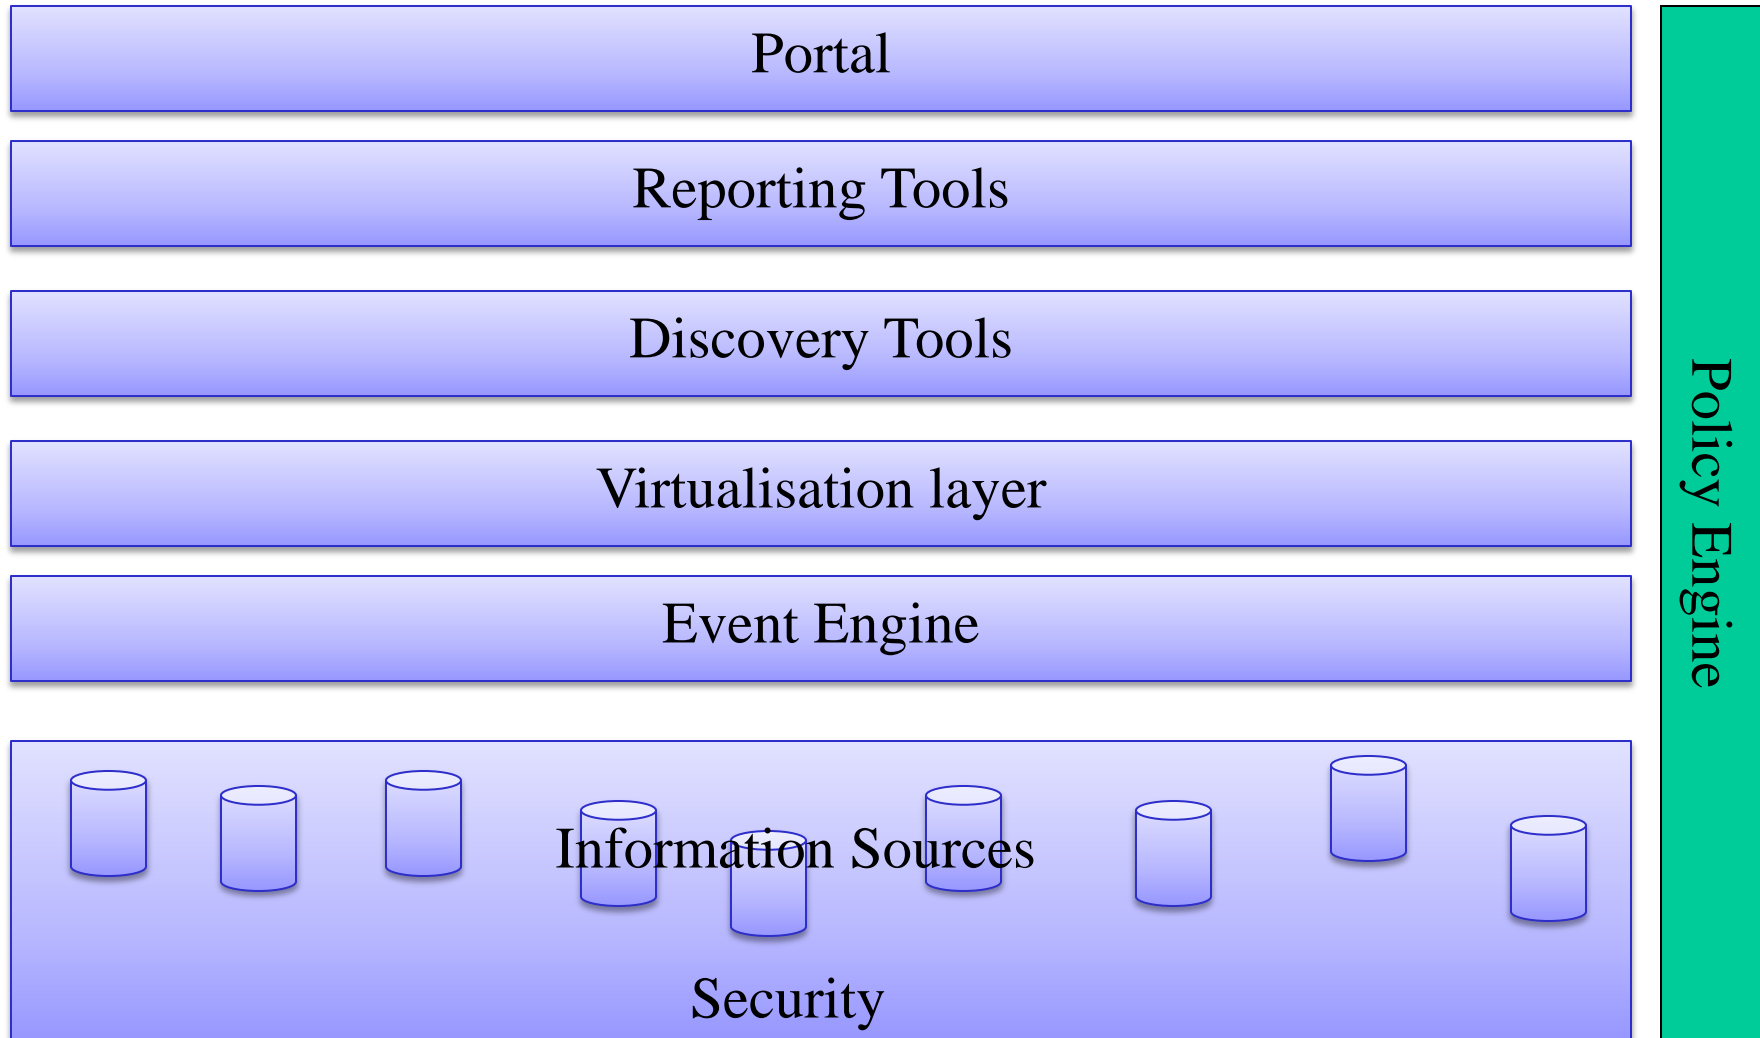 Portal
Reporting Tools
Discovery Tools
Virtualisation layer
Event Engine
Information Sources
Security
Policy Engine